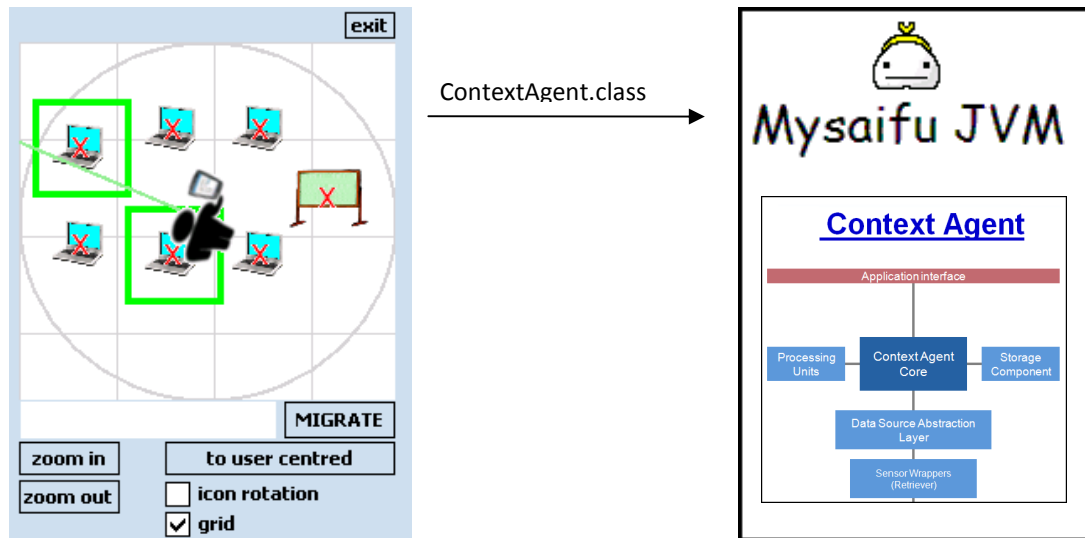 exit
MIGRATE
zoom in
to user centred
zoom out
icon rotation
grid
ContextAgent.class
Mysaifu JVM
Context Agent
Application interface
Processing
Units
Context Agent
Core
Storage
Component
Data Source Abstraction
Layer
Sensor Wrappers
(Retriever)